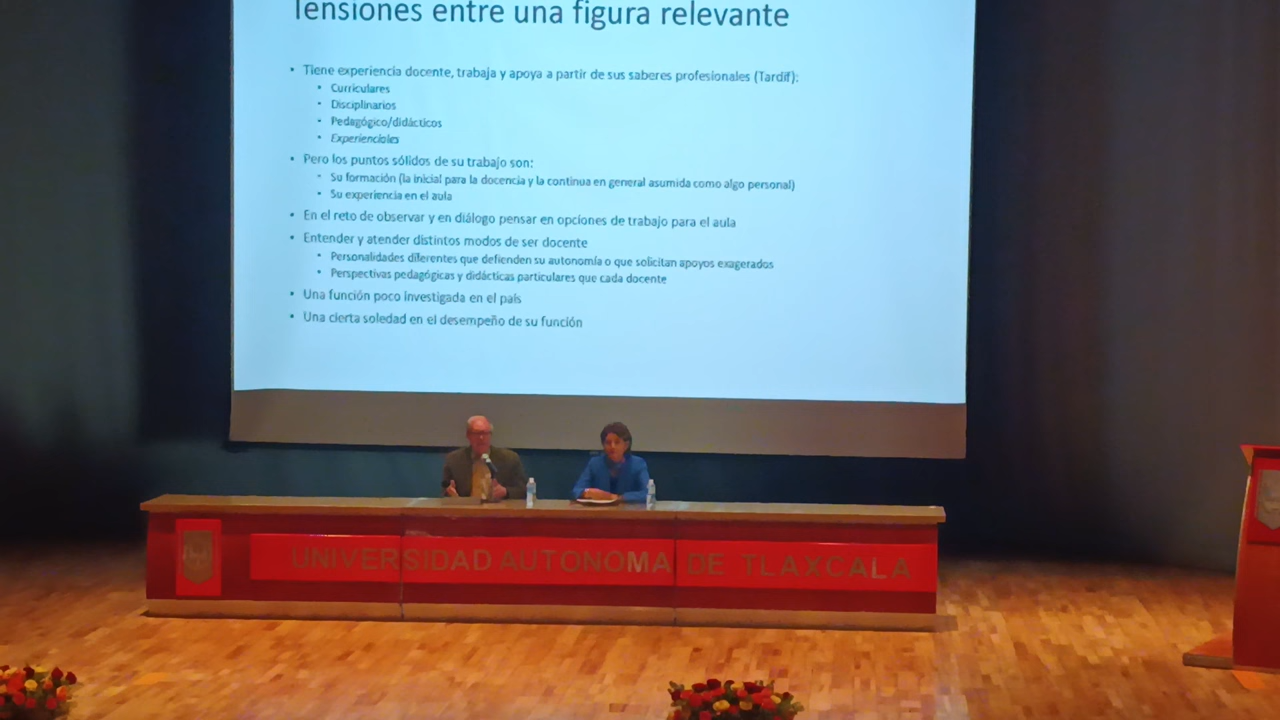 Tensiones entre una figura relevante
• Tiene experiencia docente, trabaja y apoya a partir de sus saberes profesionales (Tardif):
• Curriculares
• Disciplinarios
• Pedagógico/didácticos
• Experienciales
• Pero los puntos sólidos de su trabajo son:
• Su formación (la inicial para la docencia y la continua en general asumida como algo personal)
• Su experiencia en el aula
• En el reto de observar y en diálogo pensar en opciones de trabajo para el aula
• Entender y atender distintos modos de ser docente
• Personalidades diferentes que defienden su autonomía o que solicitan apoyos exagerados
• Perspectivas pedagógicas y didácticas particulares que cada docente
• Una función poco investigada en el país
• Una cierta soledad en el desempeño de su función
UNIVERSIDAD AUTONOMA DE TLAXCALA